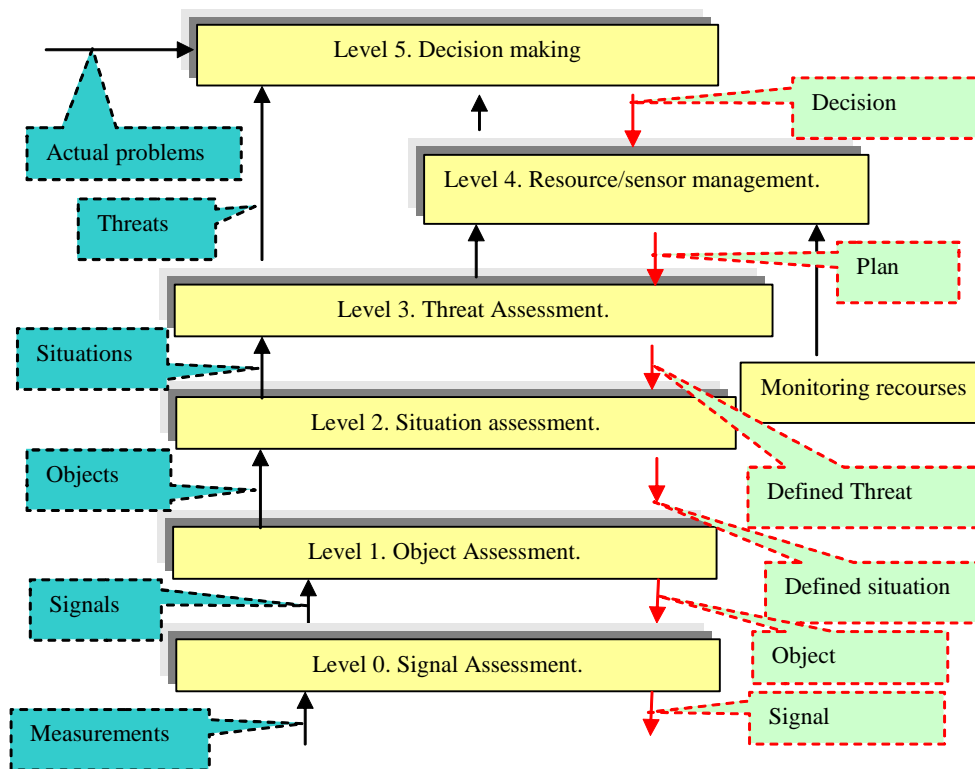 Level 5. Decision making
Decision
Actual problems
Level 4. Resource/sensor management.
Threats
Plan
Level 3. Threat Assessment.
Situations
Monitoring recourses
Level 2. Situation assessment.
Objects
Defined Threat
Level 1. Object Assessment.
Defined situation
Signals
Object
Level 0. Signal Assessment.
Signal
Measurements